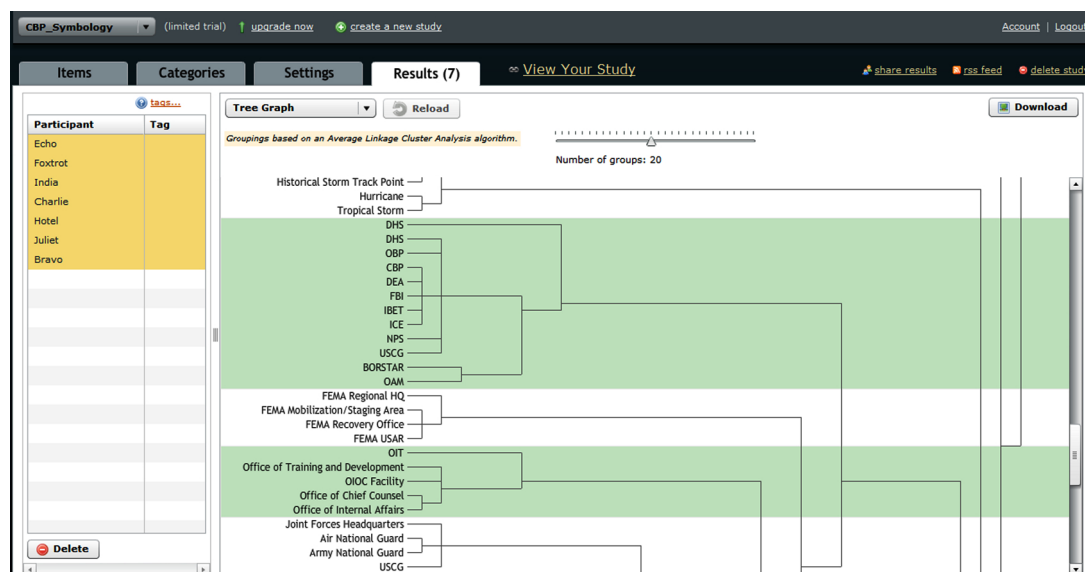 CBP_Symbology (limited trial) upgrade now create a new study Account | Logout
Items Categories Settings Results (7) View Your Study share results rss feed delete study
tags...
Participant Tag
Echo
Foxtrot
India
Charlie
Hotel
Juliet
Bravo
Delete
Tree Graph Reload Download
Groupings based on an Average Linkage Cluster Analysis algorithm.
Number of groups: 20
Historical Storm Track Point
Hurricane
Tropical Storm
DHS
DHS
OBP
CBP
DEA
FBI
IBET
ICE
NPS
USCG
BORSTAR
OAM
FEMA Regional HQ
FEMA Mobilization/Staging Area
FEMA Recovery Office
FEMA USAR
OIT
Office of Training and Development
OIOC Facility
Office of Chief Counsel
Office of Internal Affairs
Joint Forces Headquarters
Air National Guard
Army National Guard
USCG